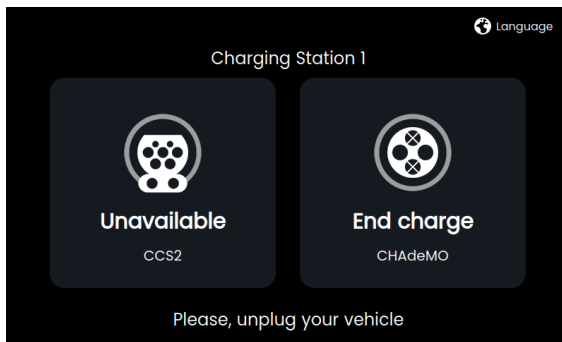 Language
Charging Station 1
Unavailable
CCS2
End charge
CHAdeMO
Please, unplug your vehicle